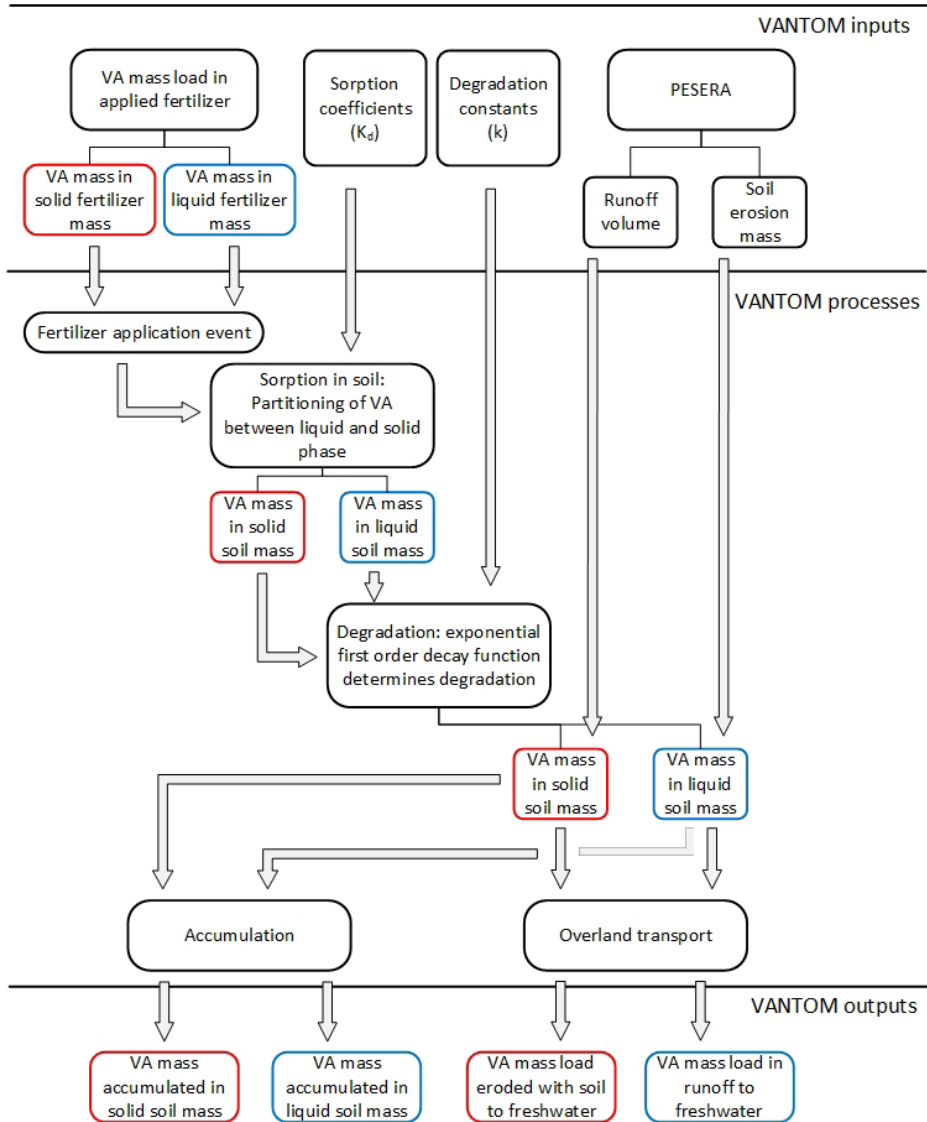 VANTOM inputs
VA mass load in
applied fertilizer
Sorption
coefficients
(Kd)
Degradation
constants
(k)
PESERA
VA mass in
solid fertilizer
mass
VA mass in
liquid fertilizer
mass
Runoff
volume
Soil
erosion
mass
VANTOM processes
Fertilizer application event
Sorption in soil:
Partitioning of VA
between liquid and solid
phase
VA mass
in solid
soil mass
VA mass
in liquid
soil mass
Degradation: exponential
first order decay function
determines degradation
VA mass
in solid
soil mass
VA mass
in liquid
soil mass
Accumulation
Overland transport
VANTOM outputs
VA mass
accumulated in
solid soil mass
VA mass
accumulated in
liquid soil mass
VA mass load
eroded with soil
to freshwater
VA mass load in
runoff to
freshwater